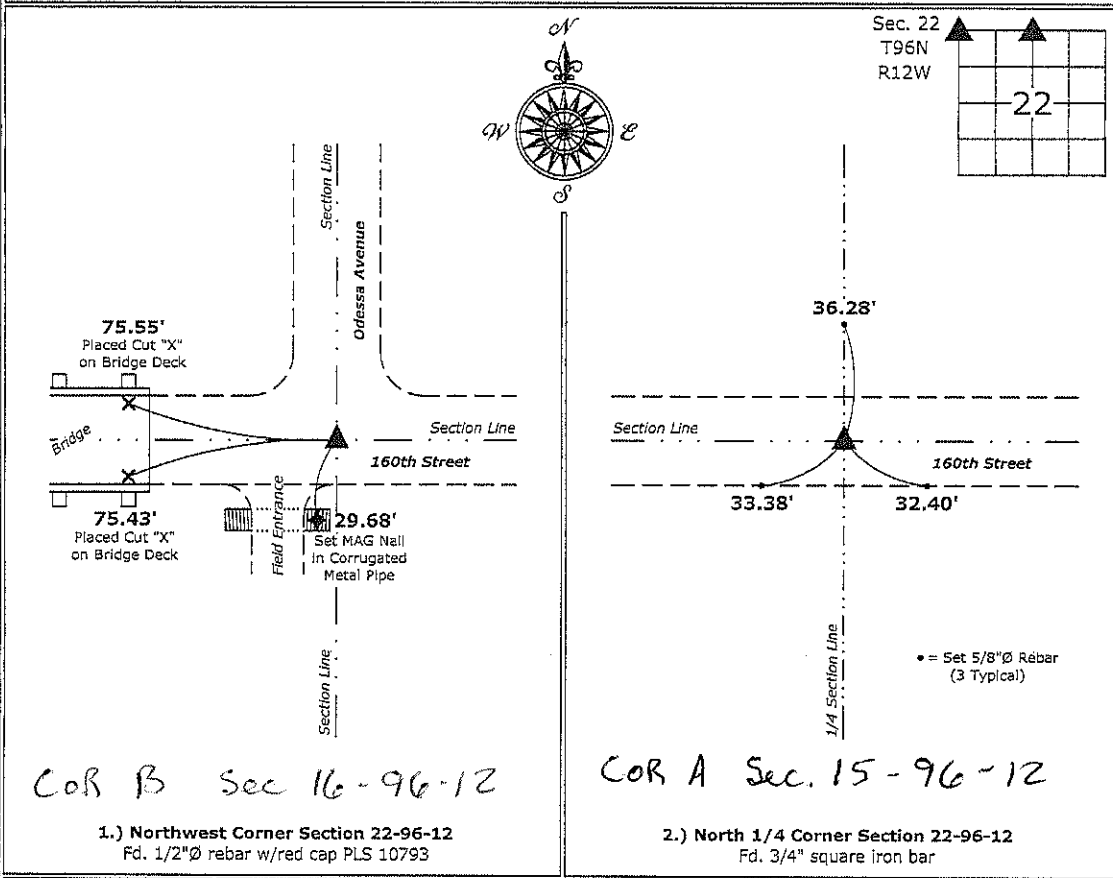 N
W
E
S
Sec. 22
T96N
R12W
22
Section Line
Odessa Avenue
75.55'
Placed Cut "X"
on Bridge Deck
Bridge
Section Line
160th Street
75.43'
Placed Cut "X"
on Bridge Deck
Field Entrance
29.68'
Set MAG Nail
in Corrugated
Metal Pipe
Section Line
COR B Sec 16-96-12
1.) Northwest Corner Section 22-96-12
Fd. 1/2"Ø rebar w/red cap PLS 10793
36.28'
Section Line
160th Street
33.38'
32.40'
1/4 Section Line
• = Set 5/8"Ø Rebar
(3 Typical)
COR A Sec. 15-96-12
2.) North 1/4 Corner Section 22-96-12
Fd. 3/4" square iron bar